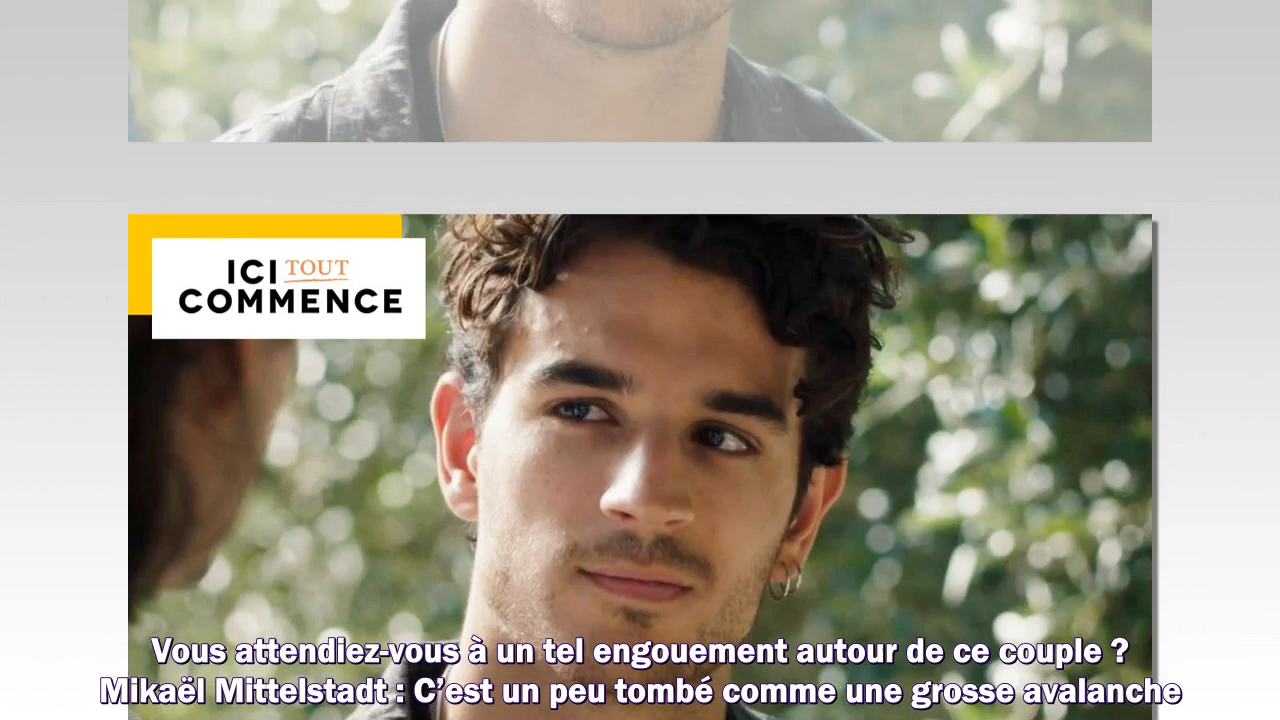 ICI TOUT
COMMENCE
Vous attendiez-vous à un tel engouement autour de ce couple ?
Mikaël Mittelstadt : C’est un peu tombé comme une grosse avalanche